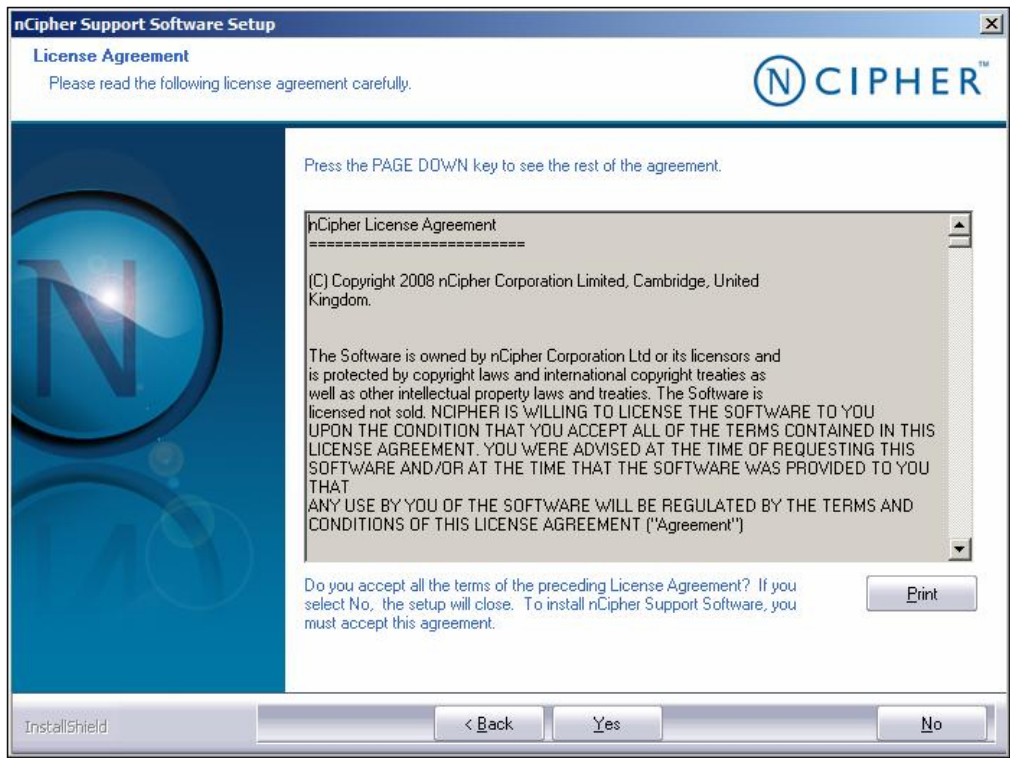 nCipher Support Software Setup
License Agreement
Please read the following license agreement carefully.
N CIPHER™
Press the PAGE DOWN key to see the rest of the agreement.
nCipher License Agreement
=========================
(C) Copyright 2008 nCipher Corporation Limited, Cambridge, United
Kingdom.
The Software is owned by nCipher Corporation Ltd or its licensors and
is protected by copyright laws and international copyright treaties as
well as other intellectual property laws and treaties. The Software is
licensed not sold. NCIPHER IS WILLING TO LICENSE THE SOFTWARE TO YOU
UPON THE CONDITION THAT YOU ACCEPT ALL OF THE TERMS CONTAINED IN THIS
LICENSE AGREEMENT. YOU WERE ADVISED AT THE TIME OF REQUESTING THIS
SOFTWARE AND/OR AT THE TIME THAT THE SOFTWARE WAS PROVIDED TO YOU
THAT
ANY USE BY YOU OF THE SOFTWARE WILL BE REGULATED BY THE TERMS AND
CONDITIONS OF THIS LICENSE AGREEMENT ("Agreement")
Do you accept all the terms of the preceding License Agreement? If you
select No, the setup will close. To install nCipher Support Software, you
must accept this agreement.
Print
InstallShield
< Back
Yes
No